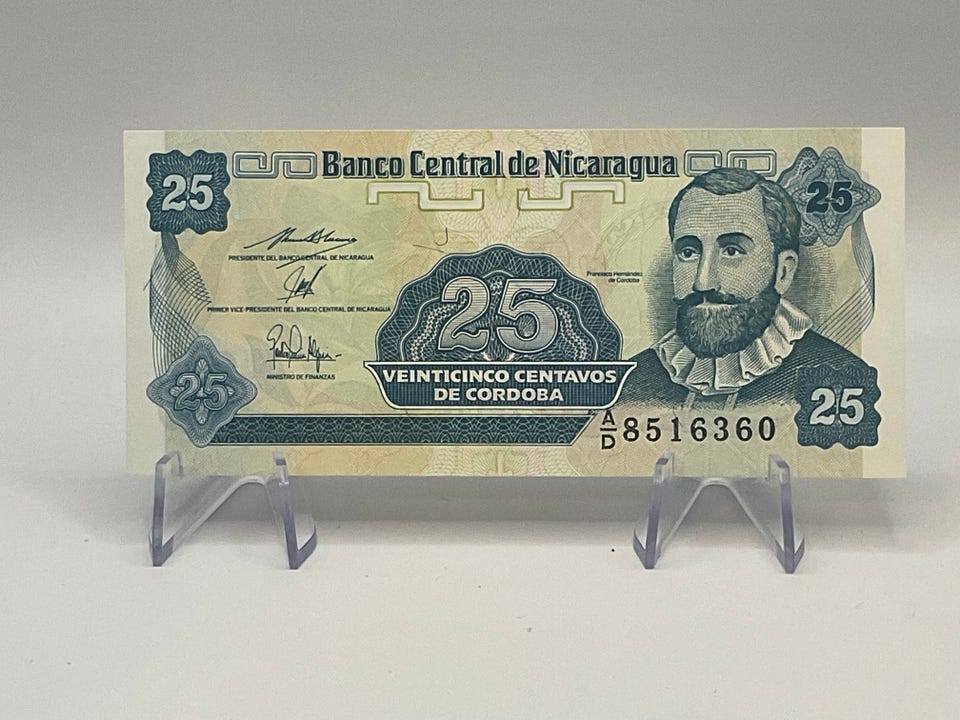 Banco Central de Nicaragua
25
25
PRESIDENTE DEL BANCO CENTRAL DE NICARAGUA
Francisco Hernández
de Cordoba
25
PRIMER VICE-PRESIDENTE DEL BANCO CENTRAL DE NICARAGUA
MINISTRO DE FINANZAS
VEINTICINCO CENTAVOS
DE CORDOBA
25
25
A/D 8516360